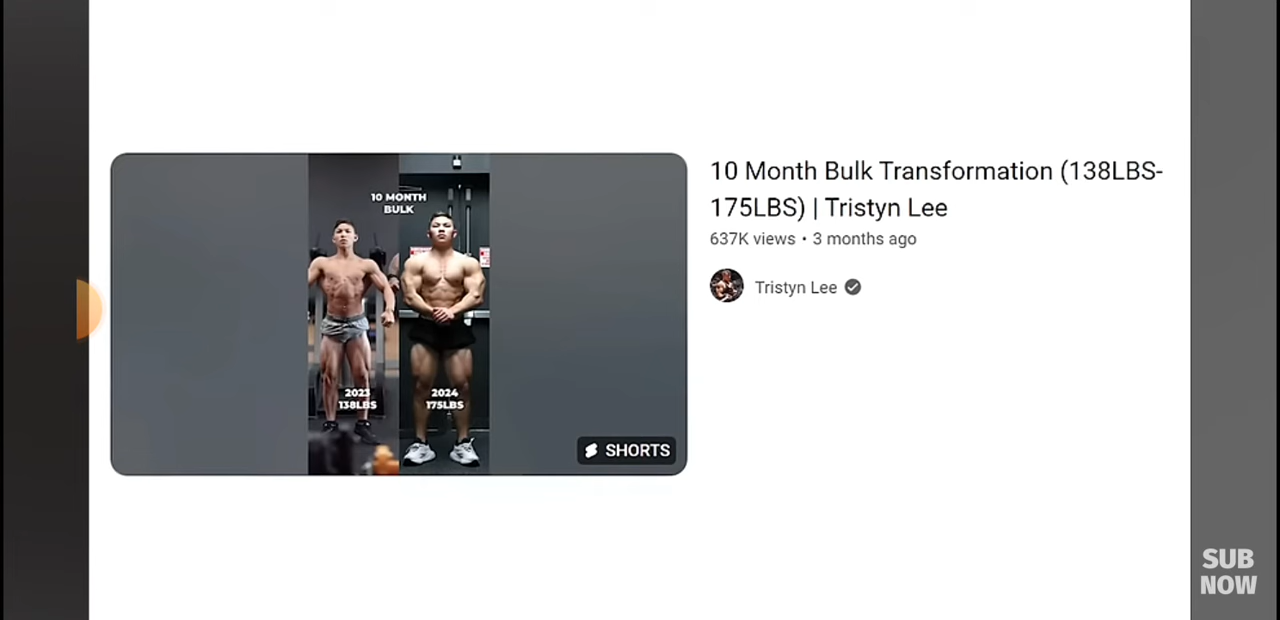 10 MONTH
BULK
2023
138LBS
2024
175LBS
SHORTS
10 Month Bulk Transformation (138LBS-
175LBS) | Tristyn Lee
637K views • 3 months ago
Tristyn Lee
SUB
NOW